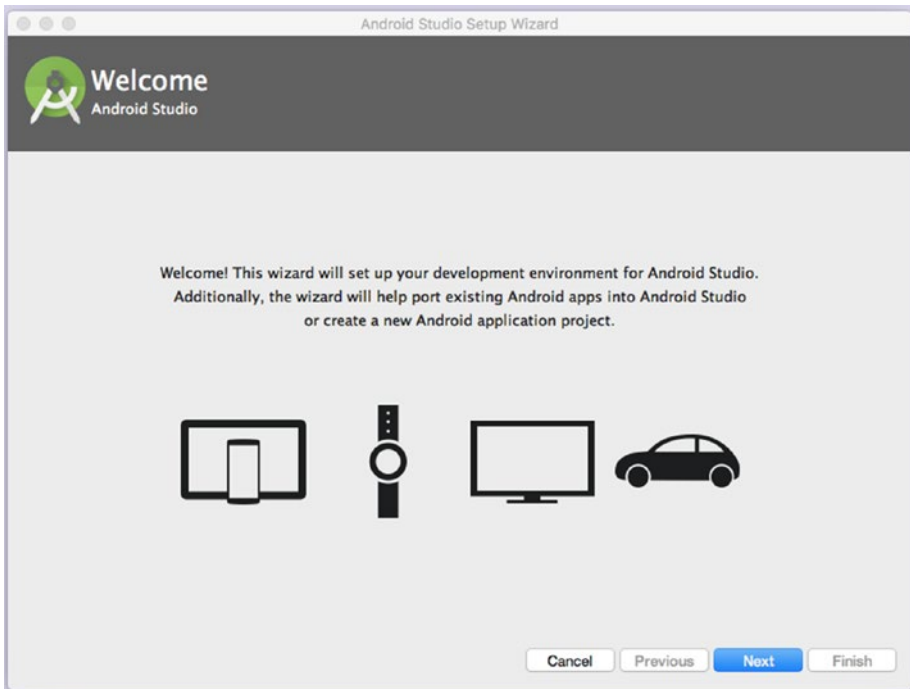 Android Studio Setup Wizard
Welcome
Android Studio
Welcome! This wizard will set up your development environment for Android Studio.
Additionally, the wizard will help port existing Android apps into Android Studio
or create a new Android application project.
Cancel Previous Next Finish